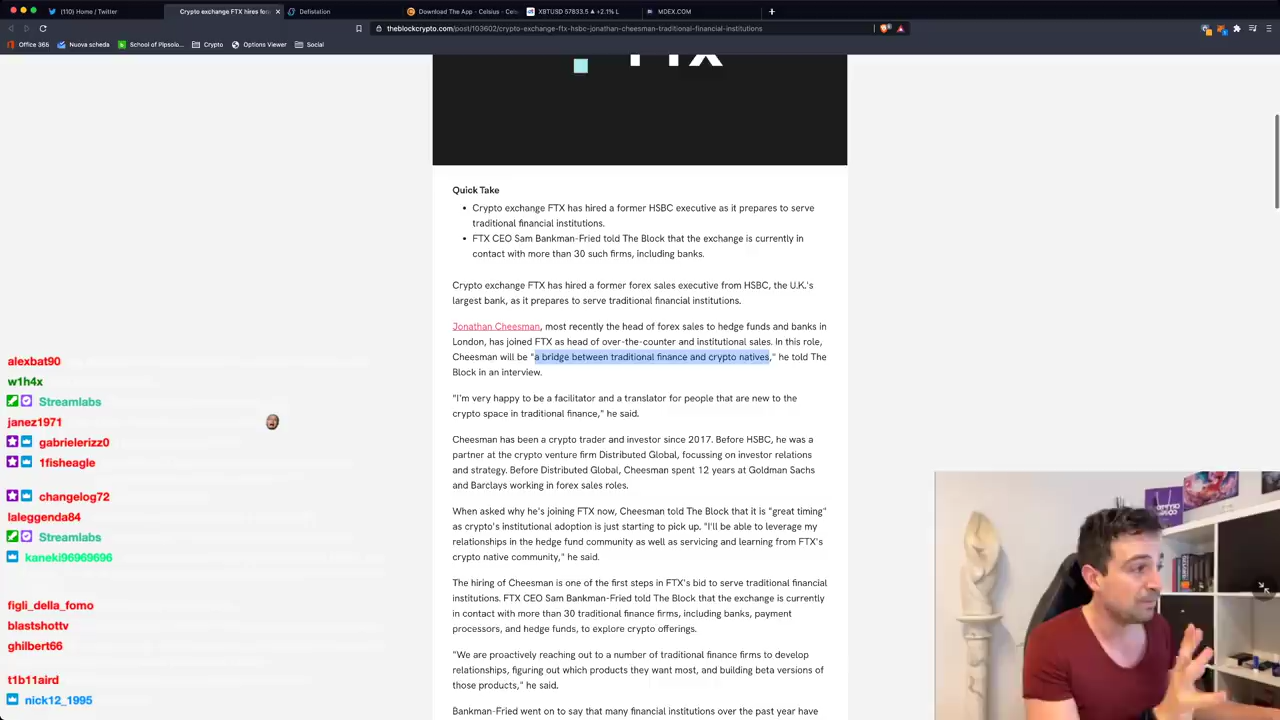 (110) Home / Twitter
Crypto exchange FTX hires for
Defistation
Download The App - Celsius - Cels
XBTUSD 57833.5 ▲ +2.1% L
MDEX.COM
theblockcrypto.com/post/103602/crypto-exchange-ftx-hsbc-jonathan-cheesman-traditional-financial-institutions
Office 365
Nuova scheda
School of Pipsolo...
Crypto
Options Viewer
Social
FTX
Quick Take
Crypto exchange FTX has hired a former HSBC executive as it prepares to serve
traditional financial institutions.
FTX CEO Sam Bankman-Fried told The Block that the exchange is currently in
contact with more than 30 such firms, including banks.
Crypto exchange FTX has hired a former forex sales executive from HSBC, the U.K.'s
largest bank, as it prepares to serve traditional financial institutions.
Jonathan Cheesman, most recently the head of forex sales to hedge funds and banks in
London, has joined FTX as head of over-the-counter and institutional sales. In this role,
Cheesman will be "a bridge between traditional finance and crypto natives," he told The
Block in an interview.
"I'm very happy to be a facilitator and a translator for people that are new to the
crypto space in traditional finance," he said.
Cheesman has been a crypto trader and investor since 2017. Before HSBC, he was a
partner at the crypto venture firm Distributed Global, focussing on investor relations
and strategy. Before Distributed Global, Cheesman spent 12 years at Goldman Sachs
and Barclays working in forex sales roles.
When asked why he's joining FTX now, Cheesman told The Block that it is "great timing"
as crypto's institutional adoption is just starting to pick up. "I'll be able to leverage my
relationships in the hedge fund community as well as servicing and learning from FTX's
crypto native community," he said.
The hiring of Cheesman is one of the first steps in FTX's bid to serve traditional financial
institutions. FTX CEO Sam Bankman-Fried told The Block that the exchange is currently
in contact with more than 30 traditional finance firms, including banks, payment
processors, and hedge funds, to explore crypto offerings.
"We are proactively reaching out to a number of traditional finance firms to develop
relationships, figuring out which products they want most, and building beta versions of
those products," he said.
Bankman-Fried went on to say that many financial institutions over the past year have
alexbat90
w1h4x
Streamlabs
janez1971
gabrielerizz0
1fisheagle
changelog72
laleggenda84
Streamlabs
kaneki96969696
figli_della_fomo
blastshottv
ghilbert66
t1b11aird
nick12_1995